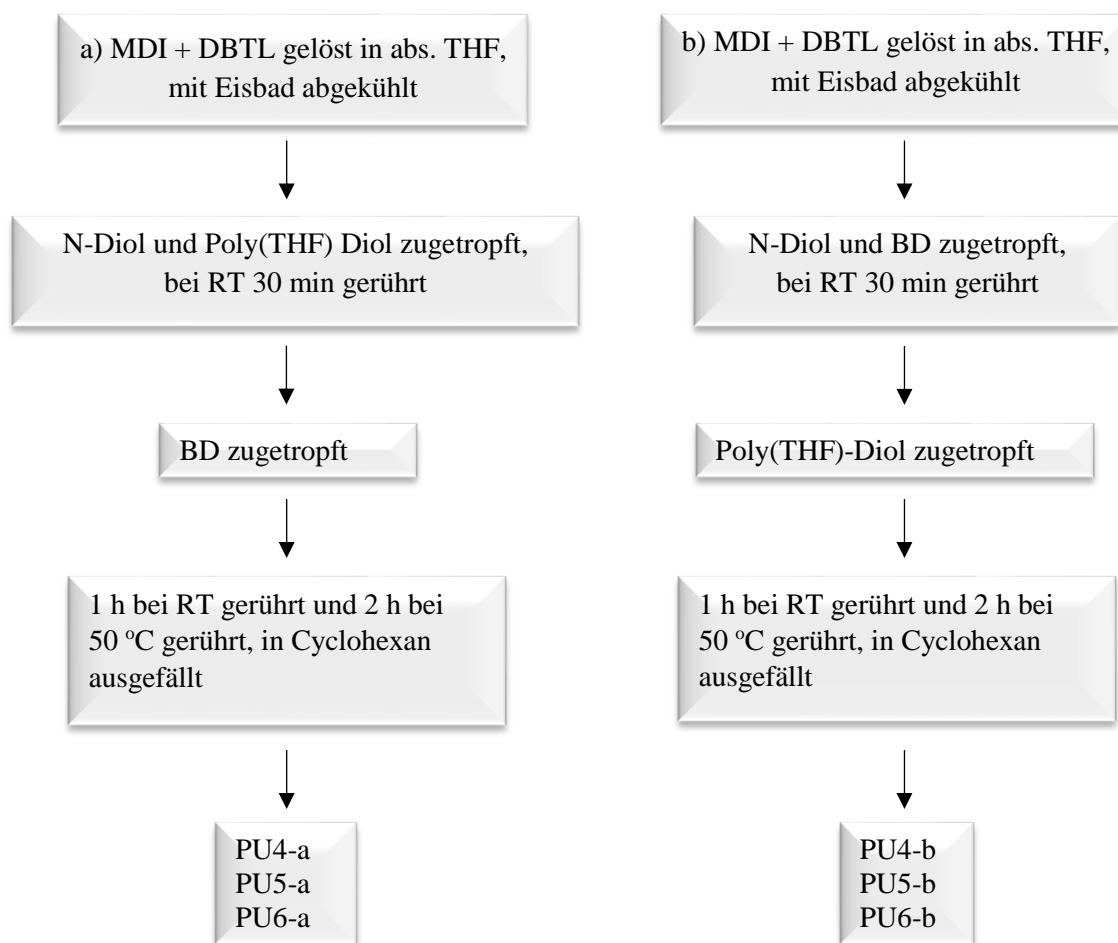 a) MDI + DBTL gelöst in abs. THF,
mit Eisbad abgekühlt
N-Diol und Poly(THF) Diol zugetropft,
bei RT 30 min gerührt
BD zugetropft
1 h bei RT gerührt und 2 h bei
50 °C gerührt, in Cyclohexan
ausgefällt
PU4-a
PU5-a
PU6-a
b) MDI + DBTL gelöst in abs. THF,
mit Eisbad abgekühlt
N-Diol und BD zugetropft,
bei RT 30 min gerührt
Poly(THF)-Diol zugetropft
1 h bei RT gerührt und 2 h bei
50 °C gerührt, in Cyclohexan
ausgefällt
PU4-b
PU5-b
PU6-b